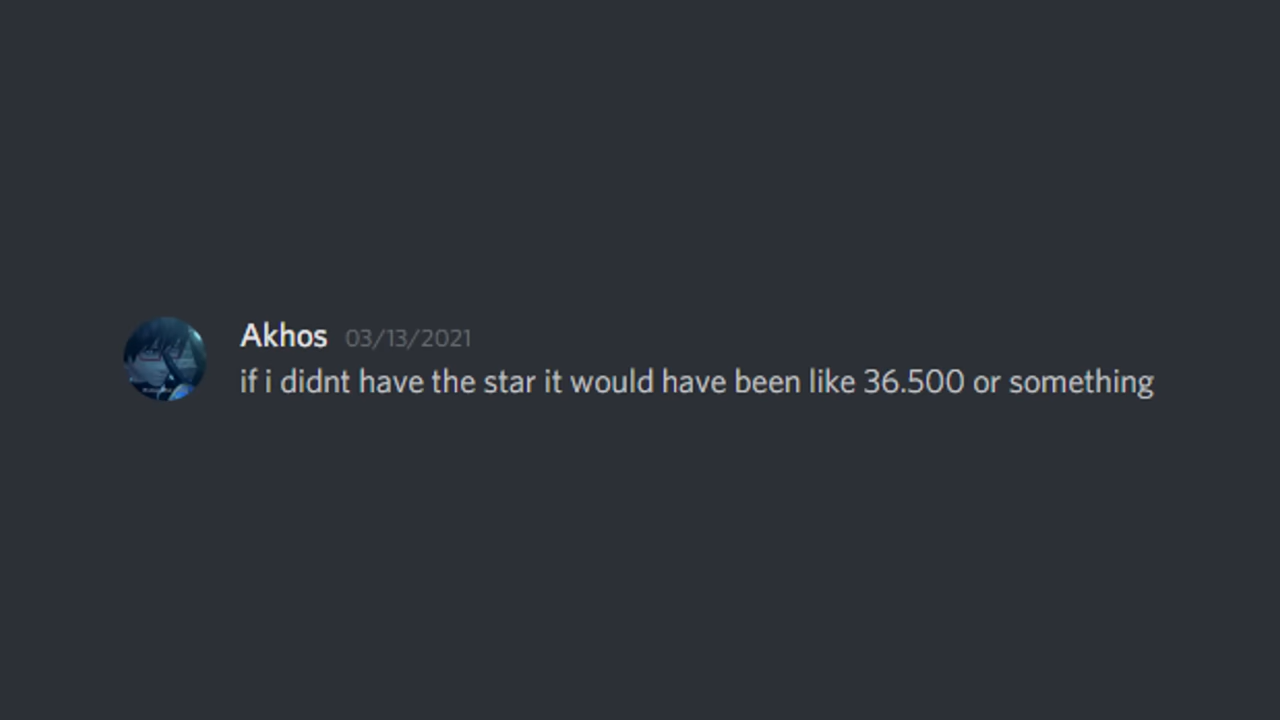 Akhos 03/13/2021
if i didnt have the star it would have been like 36.500 or something